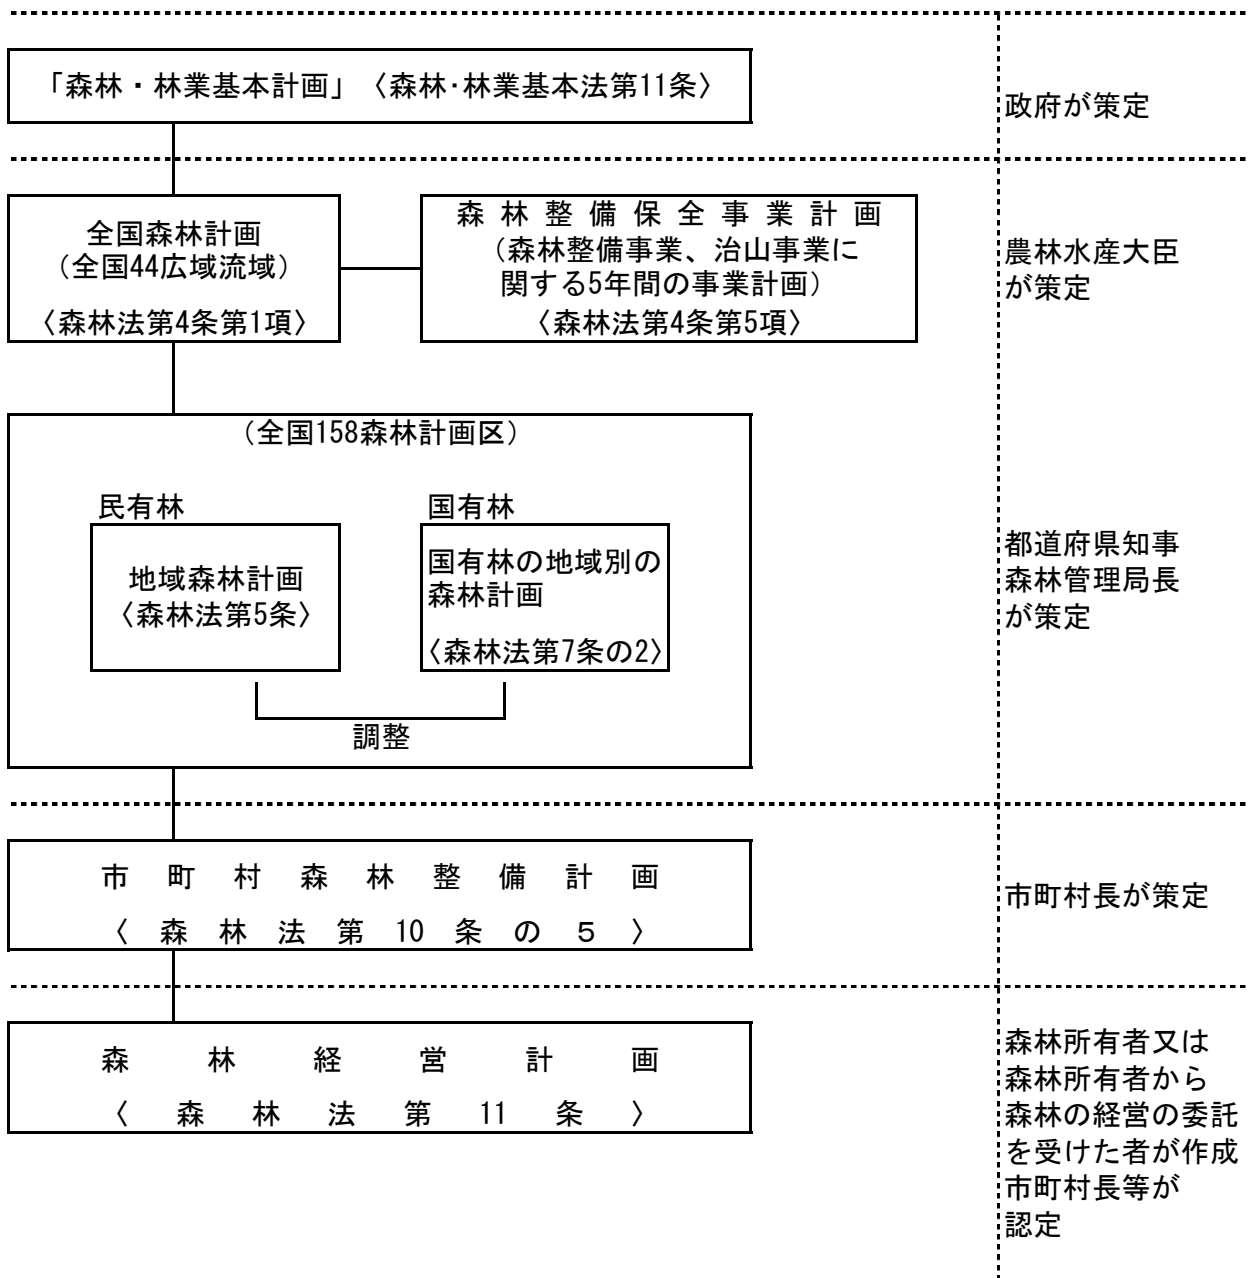 「森林・林業基本計画」〈森林・林業基本法第11条〉
政府が策定
全国森林計画
（全国44広域流域）
〈森林法第4条第1項〉
森林整備保全事業計画
（森林整備事業、治山事業に
関する5年間の事業計画）
〈森林法第4条第5項〉
農林水産大臣
が策定
（全国158森林計画区）
民有林
地域森林計画
〈森林法第5条〉
国有林
国有林の地域別の
森林計画
〈森林法第7条の2〉
調整
都道府県知事
森林管理局長
が策定
市町村森林整備計画
〈森林法第10条の５〉
市町村長が策定
森林経営計画
〈森林法第11条〉
森林所有者又は
森林所有者から
森林の経営の委託
を受けた者が作成
市町村長等が
認定